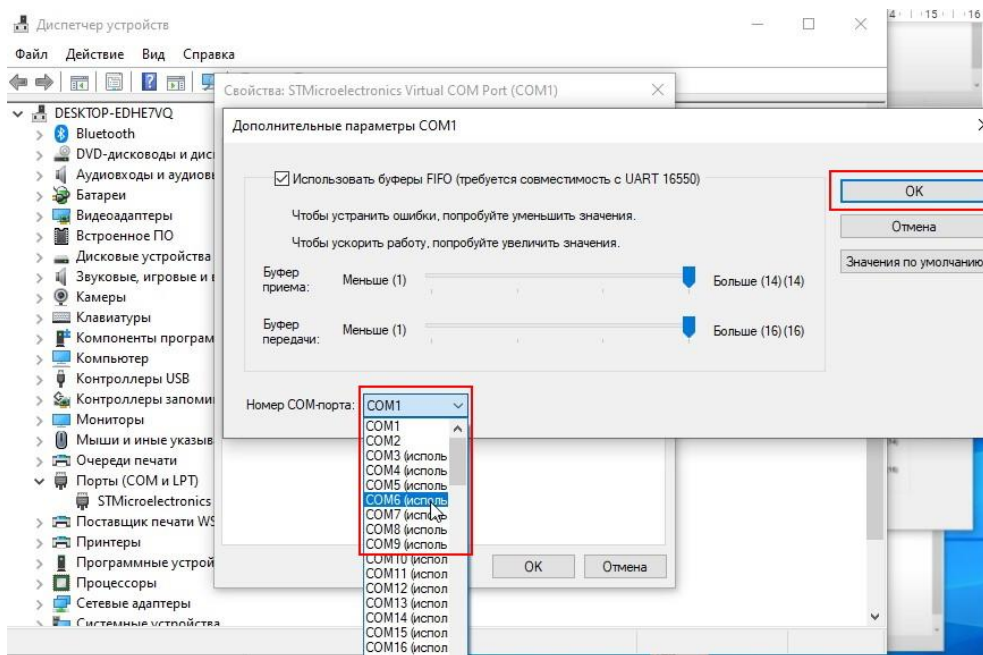 4 · | · 15 · | · 16
Диспетчер устройств
Файл Действие Вид Справка
DESKTOP-EDHE7VQ
Bluetooth
DVD-дисководы и дис
Аудиовходы и аудиовы
Батареи
Видеоадаптеры
Встроенное ПО
Дисковые устройства
Звуковые, игровые и в
Камеры
Клавиатуры
Компоненты програм
Компьютер
Контроллеры USB
Контроллеры запоми
Мониторы
Мыши и иные указыв
Очереди печати
Порты (COM и LPT)
STMicroelectronics
Поставщик печати WS
Принтеры
Программные устрой
Процессоры
Сетевые адаптеры
Системные устройства
Свойства: STMicroelectronics Virtual COM Port (COM1)
Дополнительные параметры COM1
Использовать буферы FIFO (требуется совместимость с UART 16550)
Чтобы устранить ошибки, попробуйте уменьшить значения.
Чтобы ускорить работу, попробуйте увеличить значения.
Буфер приема: Меньше (1) Больше (14) (14)
Буфер передачи: Меньше (1) Больше (16) (16)
OK
Отмена
Значения по умолчанию
Номер COM-порта: COM1
COM1
COM2
COM3 (исполь
COM4 (исполь
COM5 (исполь
COM6 (исполь
COM7 (исполь
COM8 (исполь
COM9 (исполь
COM10 (испол
COM11 (испол
COM12 (испол
COM13 (испол
COM14 (испол
COM15 (испол
COM16 (испол
OK Отмена